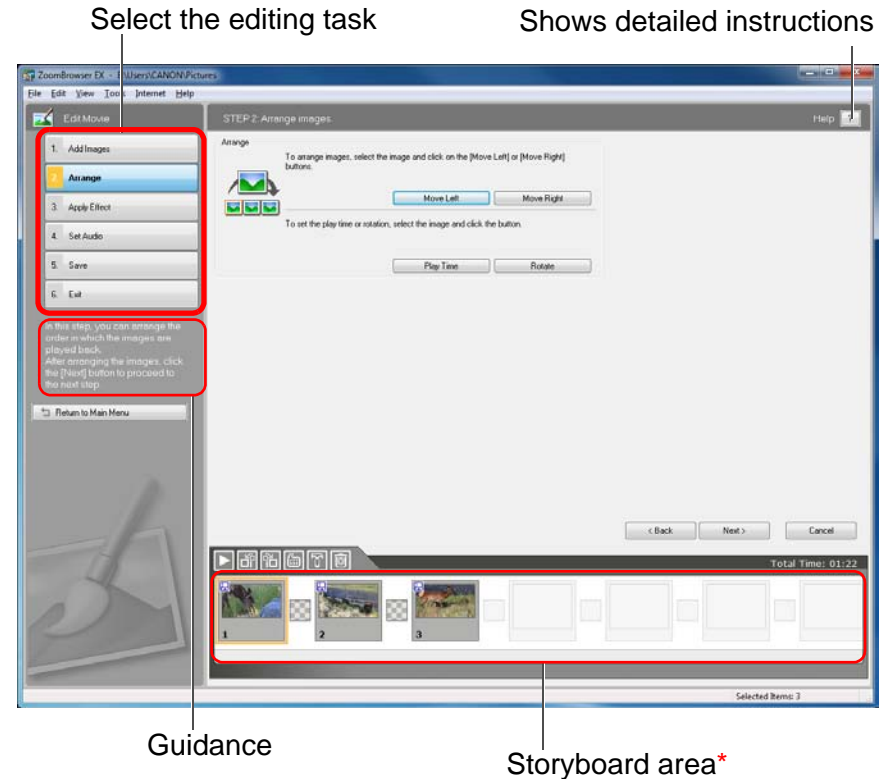 Select the editing task
Shows detailed instructions
ZoomBrowser EX - E:\Users\CANON\Pictures
File Edit View Tools Internet Help
Edit Movie
STEP 2: Arrange images.
Help ?
1. Add Images
2. Arrange
3. Apply Effect
4. Set Audio
5. Save
6. Exit
Arrange
To arrange images, select the image and click on the [Move Left] or [Move Right]
buttons.
Move Left
Move Right
To set the play time or rotation, select the image and click the button.
Play Time
Rotate
In this step, you can arrange the
order in which the images are
played back.
After arranging the images, click
the [Next] button to proceed to
the next step.
Return to Main Menu
< Back
Next >
Cancel
Total Time: 01:22
1
2
3
Selected Items: 3
Guidance
Storyboard area*